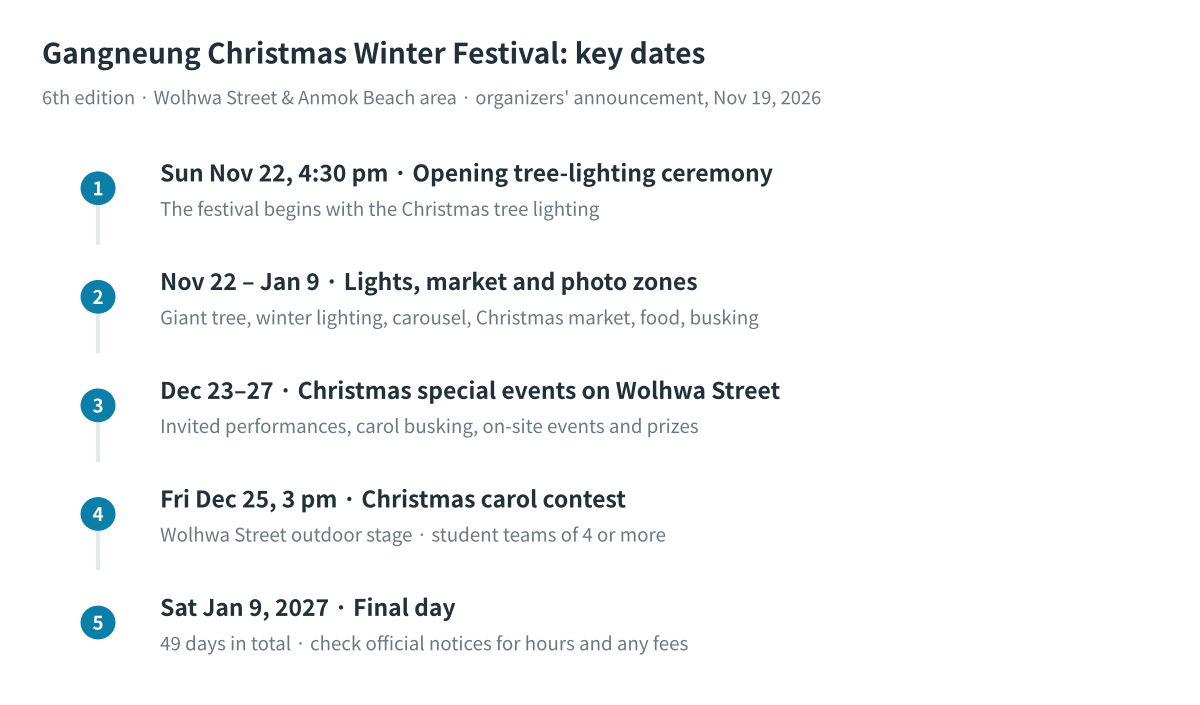 Gangneung Christmas Winter Festival: key dates
6th edition · Wolhwa Street & Anmok Beach area · organizers' announcement, Nov 19, 2026
1
Sun Nov 22, 4:30 pm · Opening tree-lighting ceremony
The festival begins with the Christmas tree lighting
2
Nov 22 – Jan 9 · Lights, market and photo zones
Giant tree, winter lighting, carousel, Christmas market, food, busking
3
Dec 23–27 · Christmas special events on Wolhwa Street
Invited performances, carol busking, on-site events and prizes
4
Fri Dec 25, 3 pm · Christmas carol contest
Wolhwa Street outdoor stage · student teams of 4 or more
5
Sat Jan 9, 2027 · Final day
49 days in total · check official notices for hours and any fees